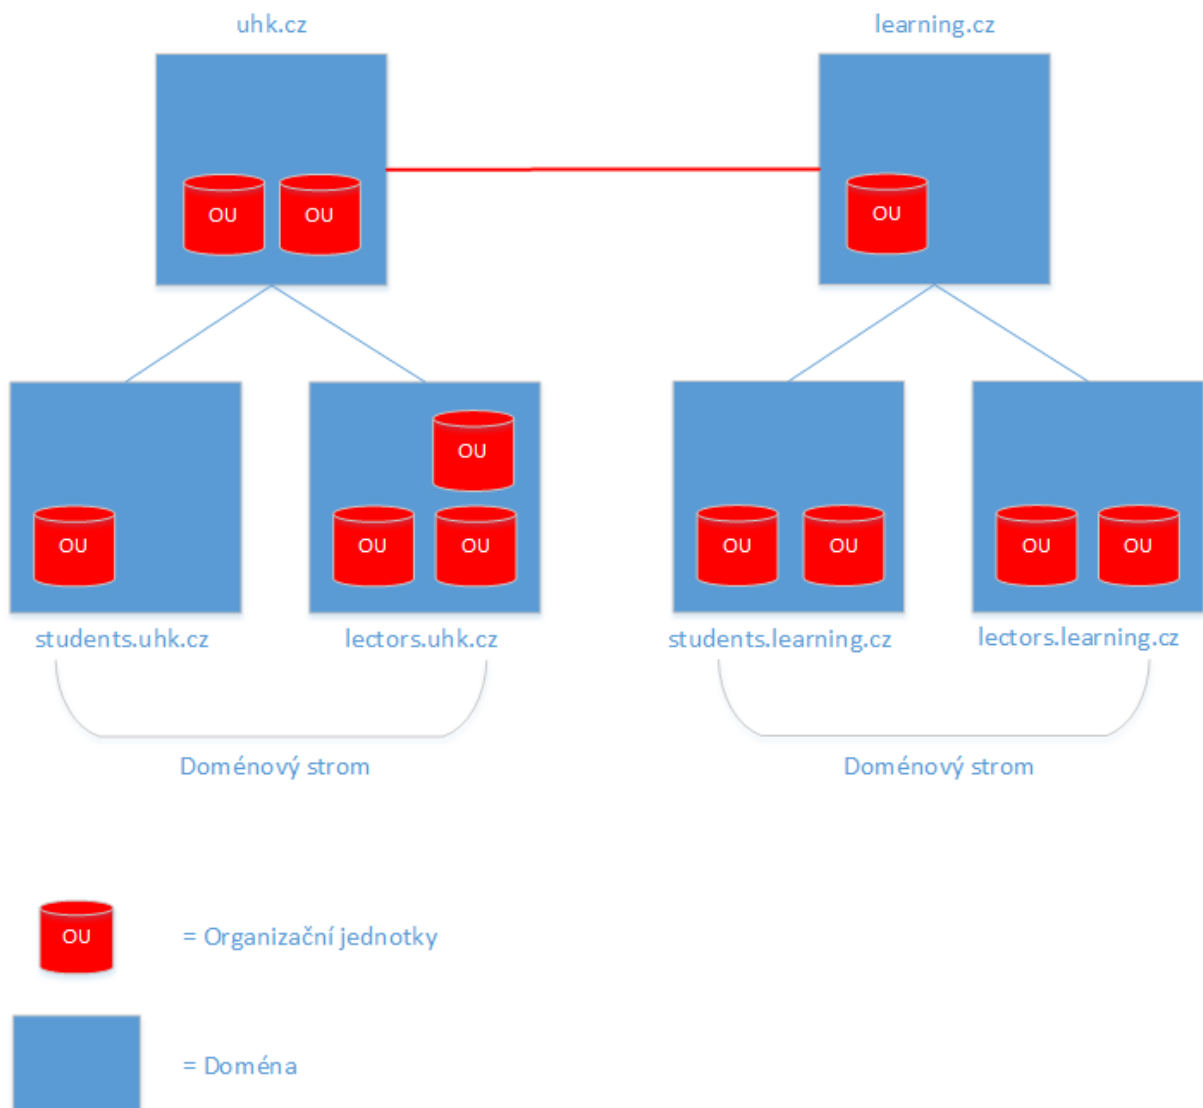 uhk.cz
learning.cz
OU
OU
OU
OU
OU
OU
OU
OU
OU
OU
OU
students.uhk.cz
lectors.uhk.cz
students.learning.cz
lectors.learning.cz
Doménový strom
Doménový strom
OU
= Organizační jednotky
= Doména